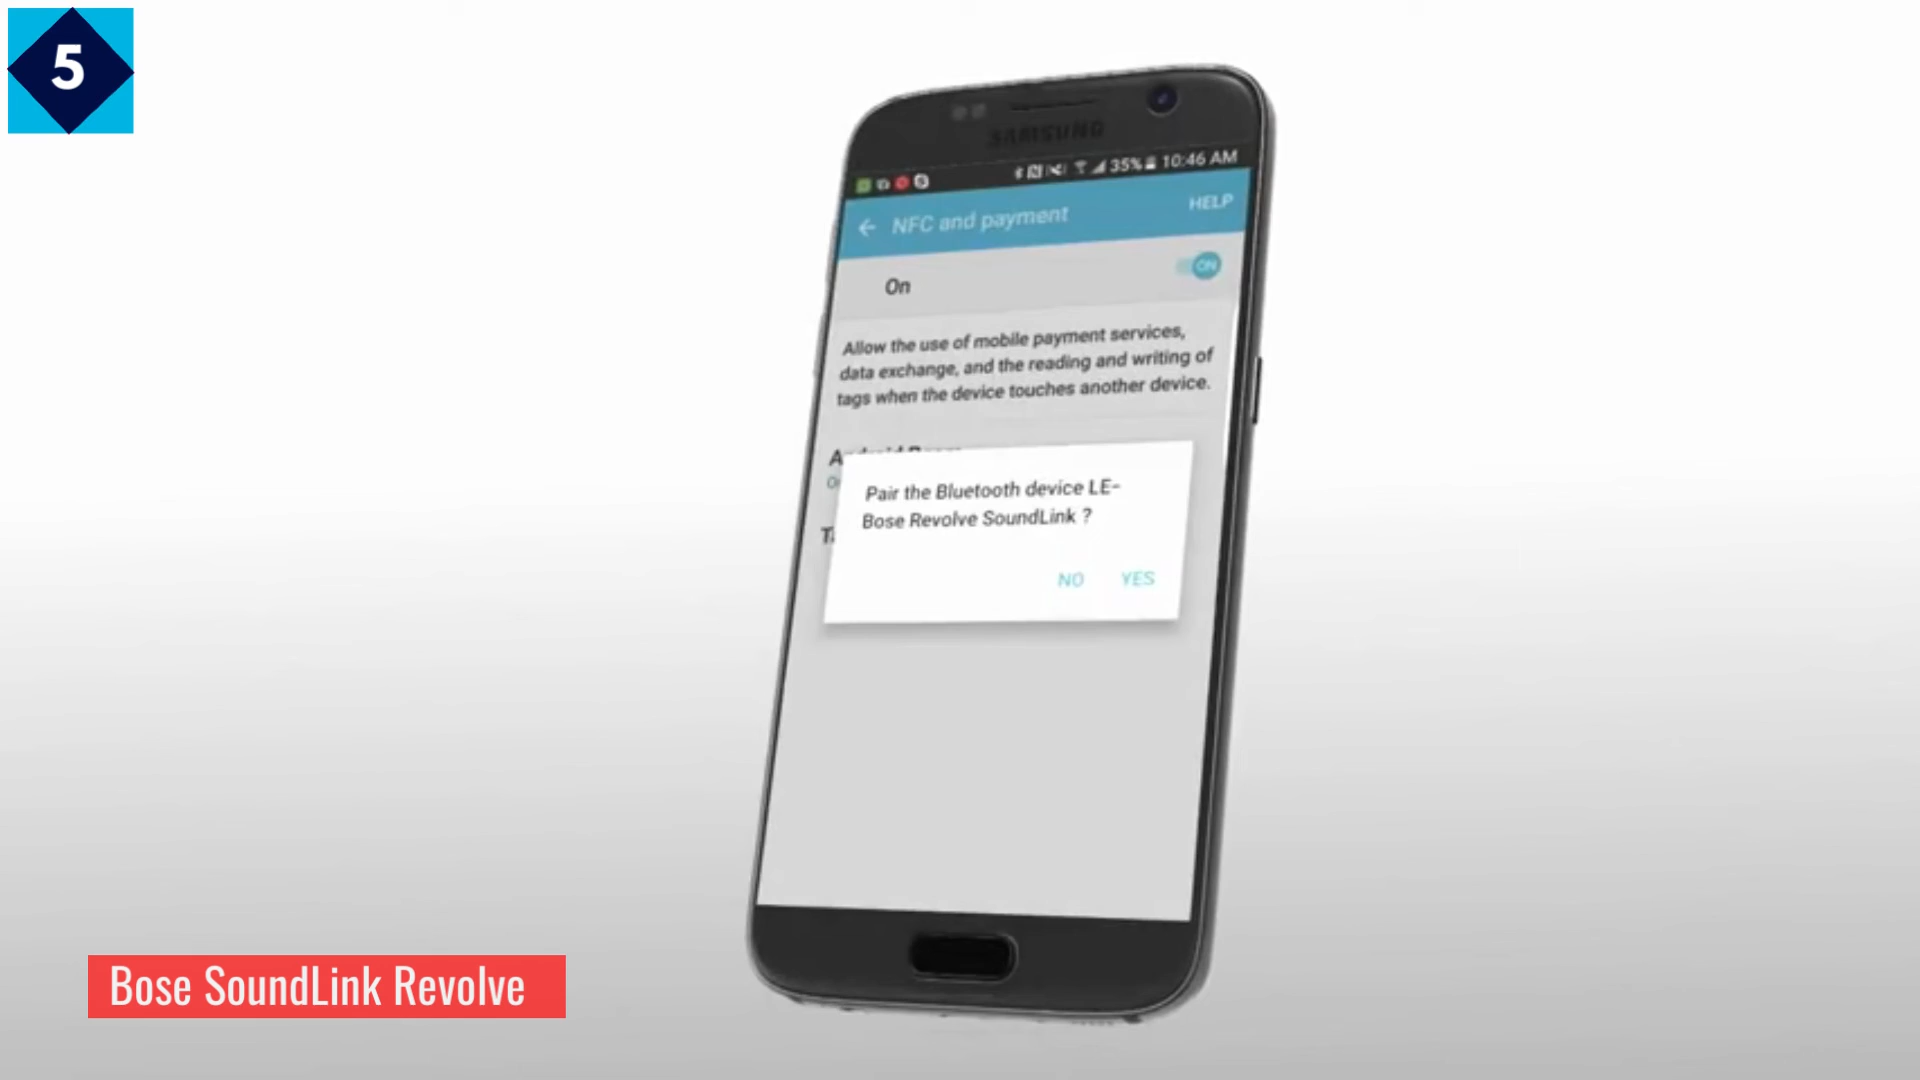 5
SAMSUNG
35% 10:46 AM
NFC and payment
HELP
On
ON
Allow the use of mobile payment services,
data exchange, and the reading and writing of
tags when the device touches another device.
Pair the Bluetooth device LE-
Bose Revolve SoundLink ?
NO YES
Bose SoundLink Revolve